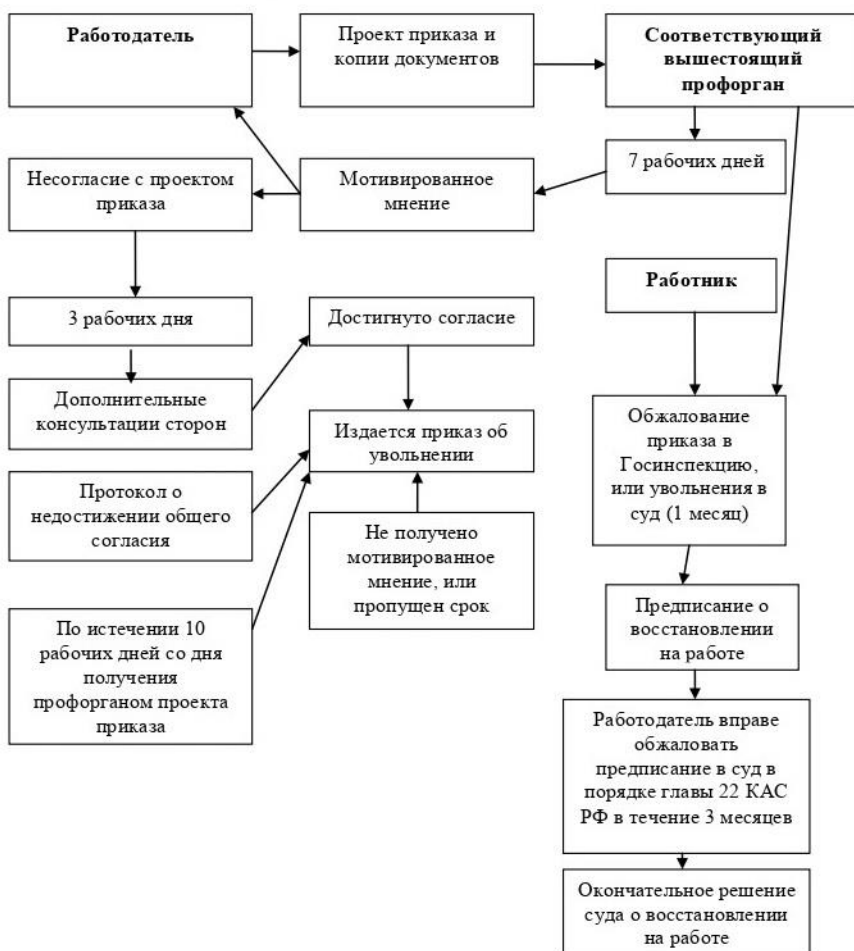 Работодатель
Проект приказа и
копии документов
Соответствующий
вышестоящий
профорган
7 рабочих дней
Несогласие с проектом
приказа
Мотивированное
мнение
Работник
3 рабочих дня
Достигнуто согласие
Дополнительные
консультации сторон
Издается приказ об
увольнении
Обжалование
приказа в
Госинспекцию,
или увольнения в
суд (1 месяц)
Протокол о
недостижении общего
согласия
Не получено
мотивированное
мнение, или
пропущен срок
По истечении 10
рабочих дней со дня
получения
профорганом проекта
приказа
Предписание о
восстановлении
на работе
Работодатель вправе
обжаловать
предписание в суд в
порядке главы 22 КАС
РФ в течение 3 месяцев
Окончательное решение
суда о восстановлении
на работе